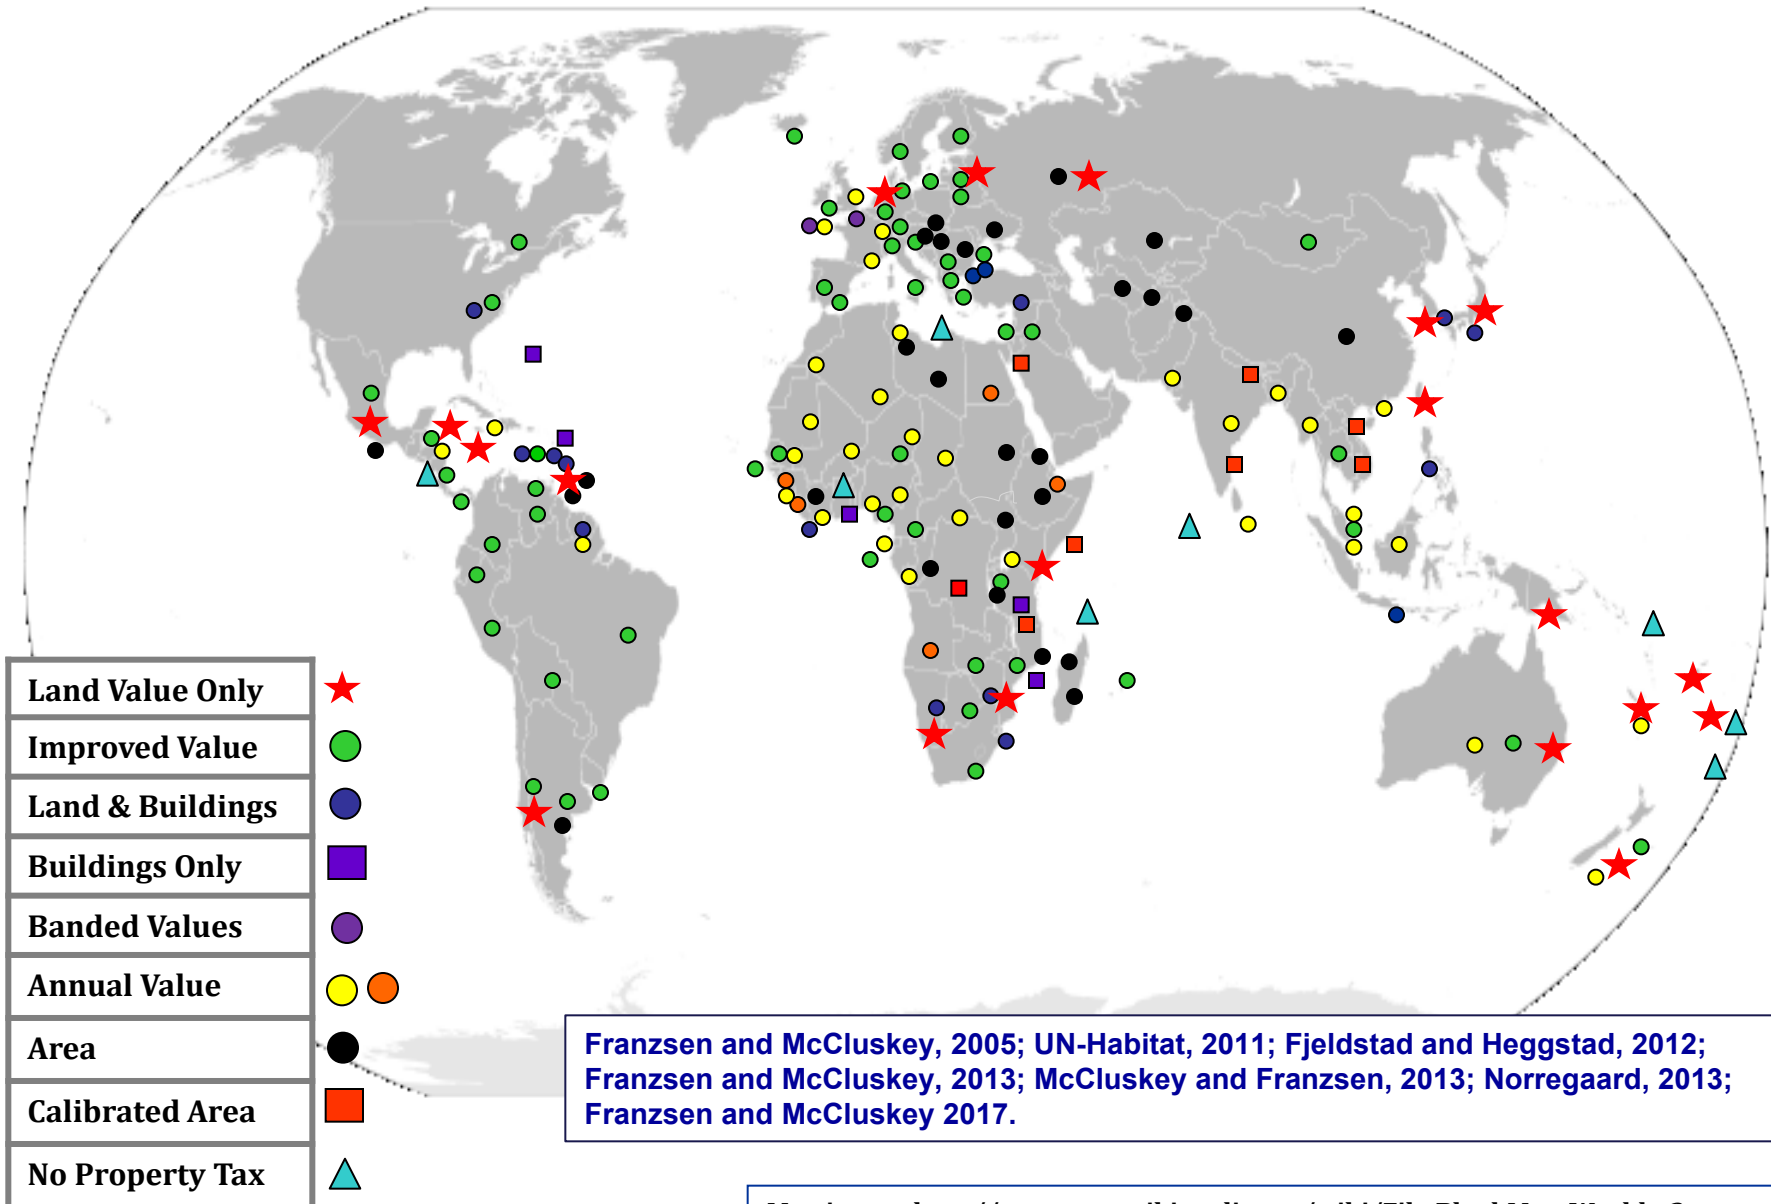 Land Value Only
Improved Value
Land & Buildings
Buildings Only
Banded Values
Annual Value
Area
Calibrated Area
No Property Tax
Franzsen and McCluskey, 2005; UN-Habitat, 2011; Fjeldstad and Heggstad, 2012;
Franzsen and McCluskey, 2013; McCluskey and Franzsen, 2013; Norregaard, 2013;
Franzsen and McCluskey 2017.